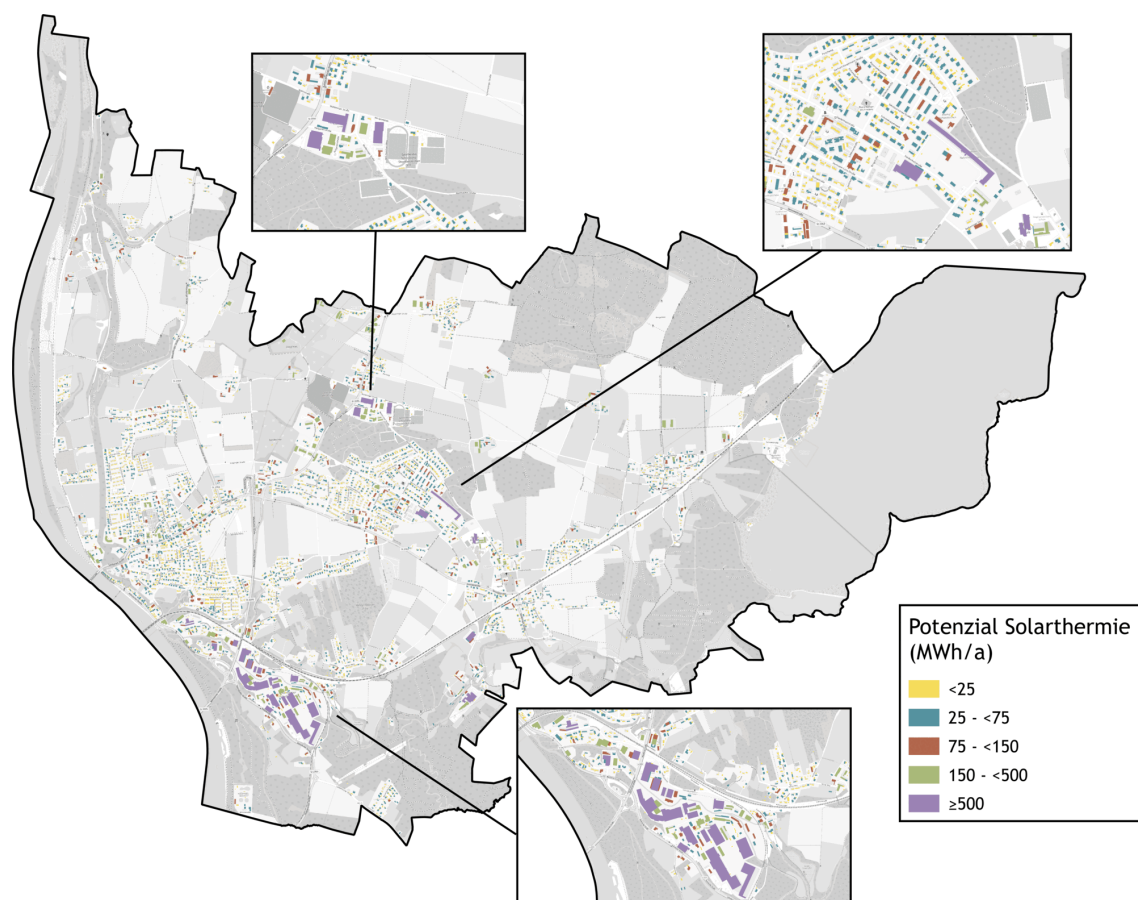 Potenzial Solarthermie
(MWh/a)
<25
25 - <75
75 - <150
150 - <500
≥500